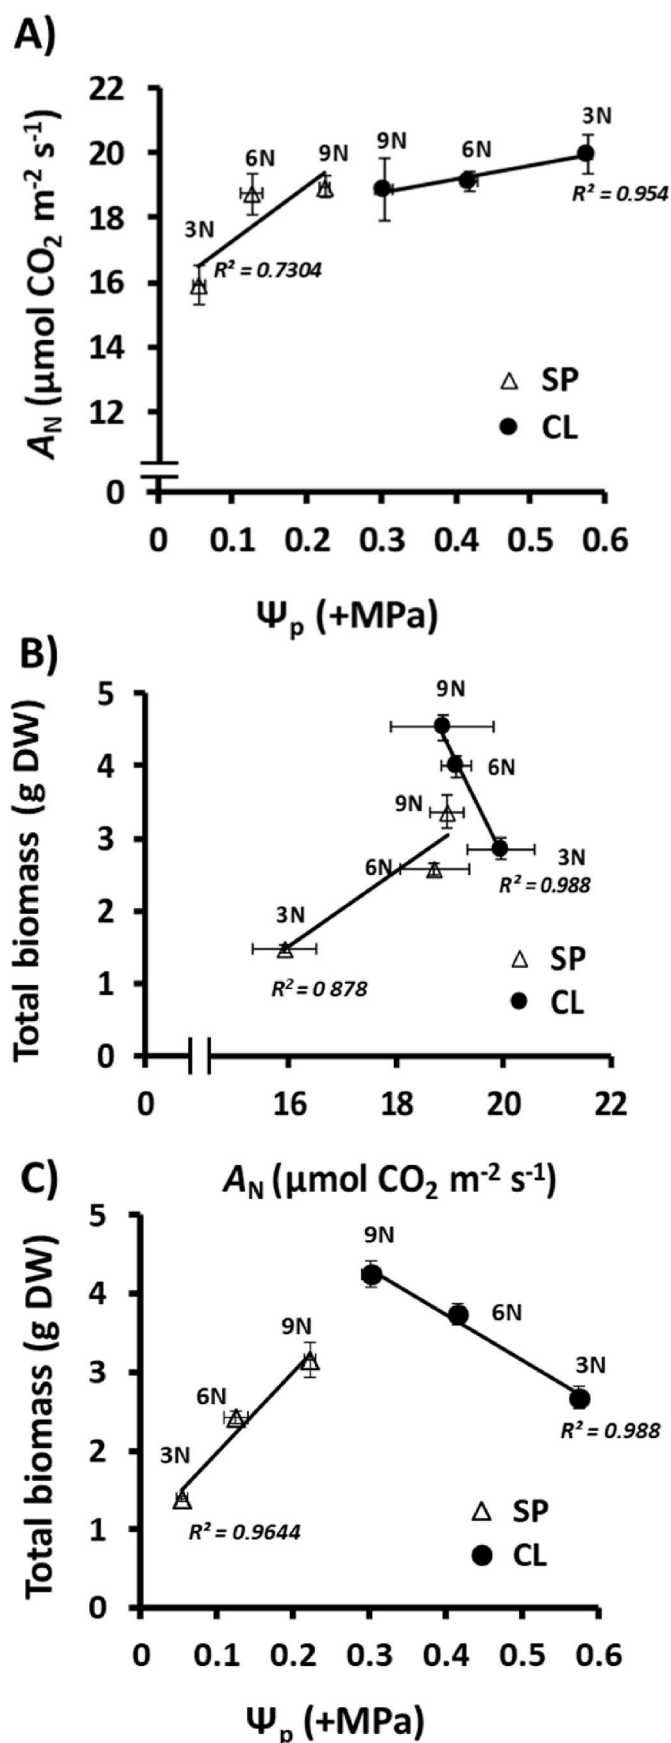 A)
22
20
18
16
14
12
0
A_N (μmol CO₂ m⁻² s⁻¹)
3N
6N
9N
9N
6N
3N
R² = 0.7304
R² = 0.954
SP
CL
0 0.1 0.2 0.3 0.4 0.5 0.6
Ψp (+MPa)
B)
5
4
3
2
1
0
Total biomass (g DW)
9N
6N
9N
6N
3N
3N
R² = 0.988
R² = 0 878
SP
CL
0 16 18 20 22
A_N (μmol CO₂ m⁻² s⁻¹)
C)
5
4
3
2
1
0
Total biomass (g DW)
9N
6N
9N
3N
6N
3N
R² = 0.988
R² = 0.9644
SP
CL
0 0.1 0.2 0.3 0.4 0.5 0.6
Ψp (+MPa)